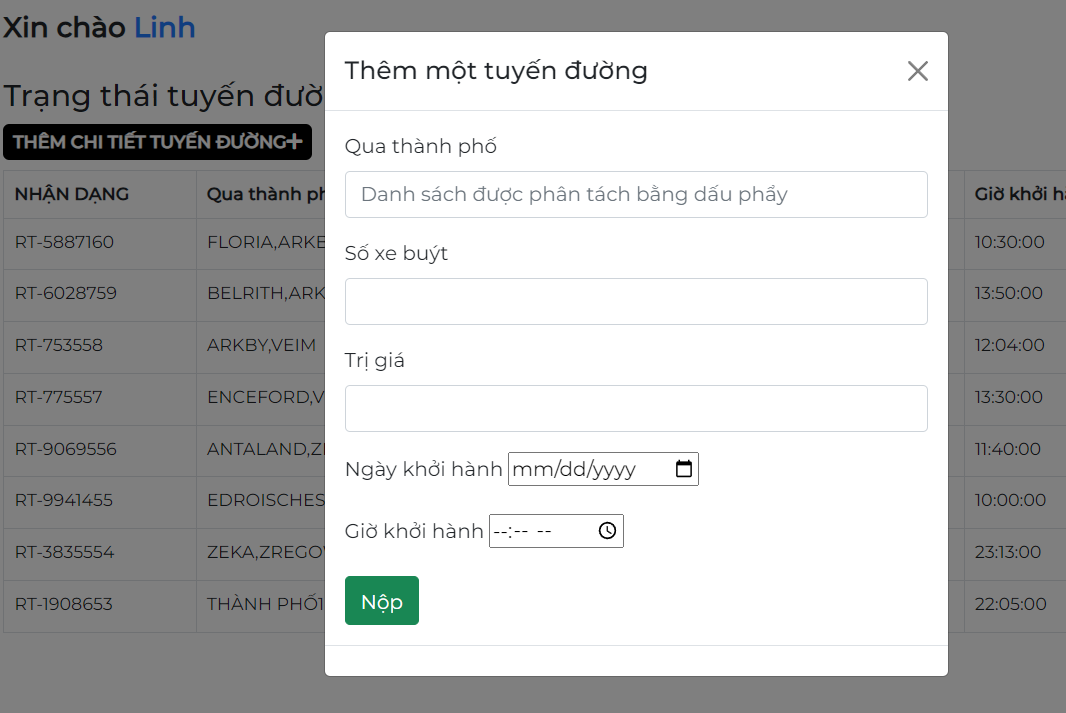 Xin chào Linh
Trạng thái tuyến đườ
THÊM CHI TIẾT TUYẾN ĐƯỜNG+
NHẬN DẠNG Qua thành ph Giờ khởi hà
RT-5887160 FLORIA,ARKB 10:30:00
RT-6028759 BELRITH,ARK 13:50:00
RT-753558 ARKBY,VEIM 12:04:00
RT-775557 ENCEFORD,V 13:30:00
RT-9069556 ANTALAND,ZE 11:40:00
RT-9941455 EDROISCHES 10:00:00
RT-3835554 ZEKA,ZREGOV 23:13:00
RT-1908653 THÀNH PHỐ1 22:05:00
Thêm một tuyến đường
Qua thành phố
Danh sách được phân tách bằng dấu phẩy
Số xe buýt
Trị giá
Ngày khởi hành mm/dd/yyyy
Giờ khởi hành --:-- --
Nộp